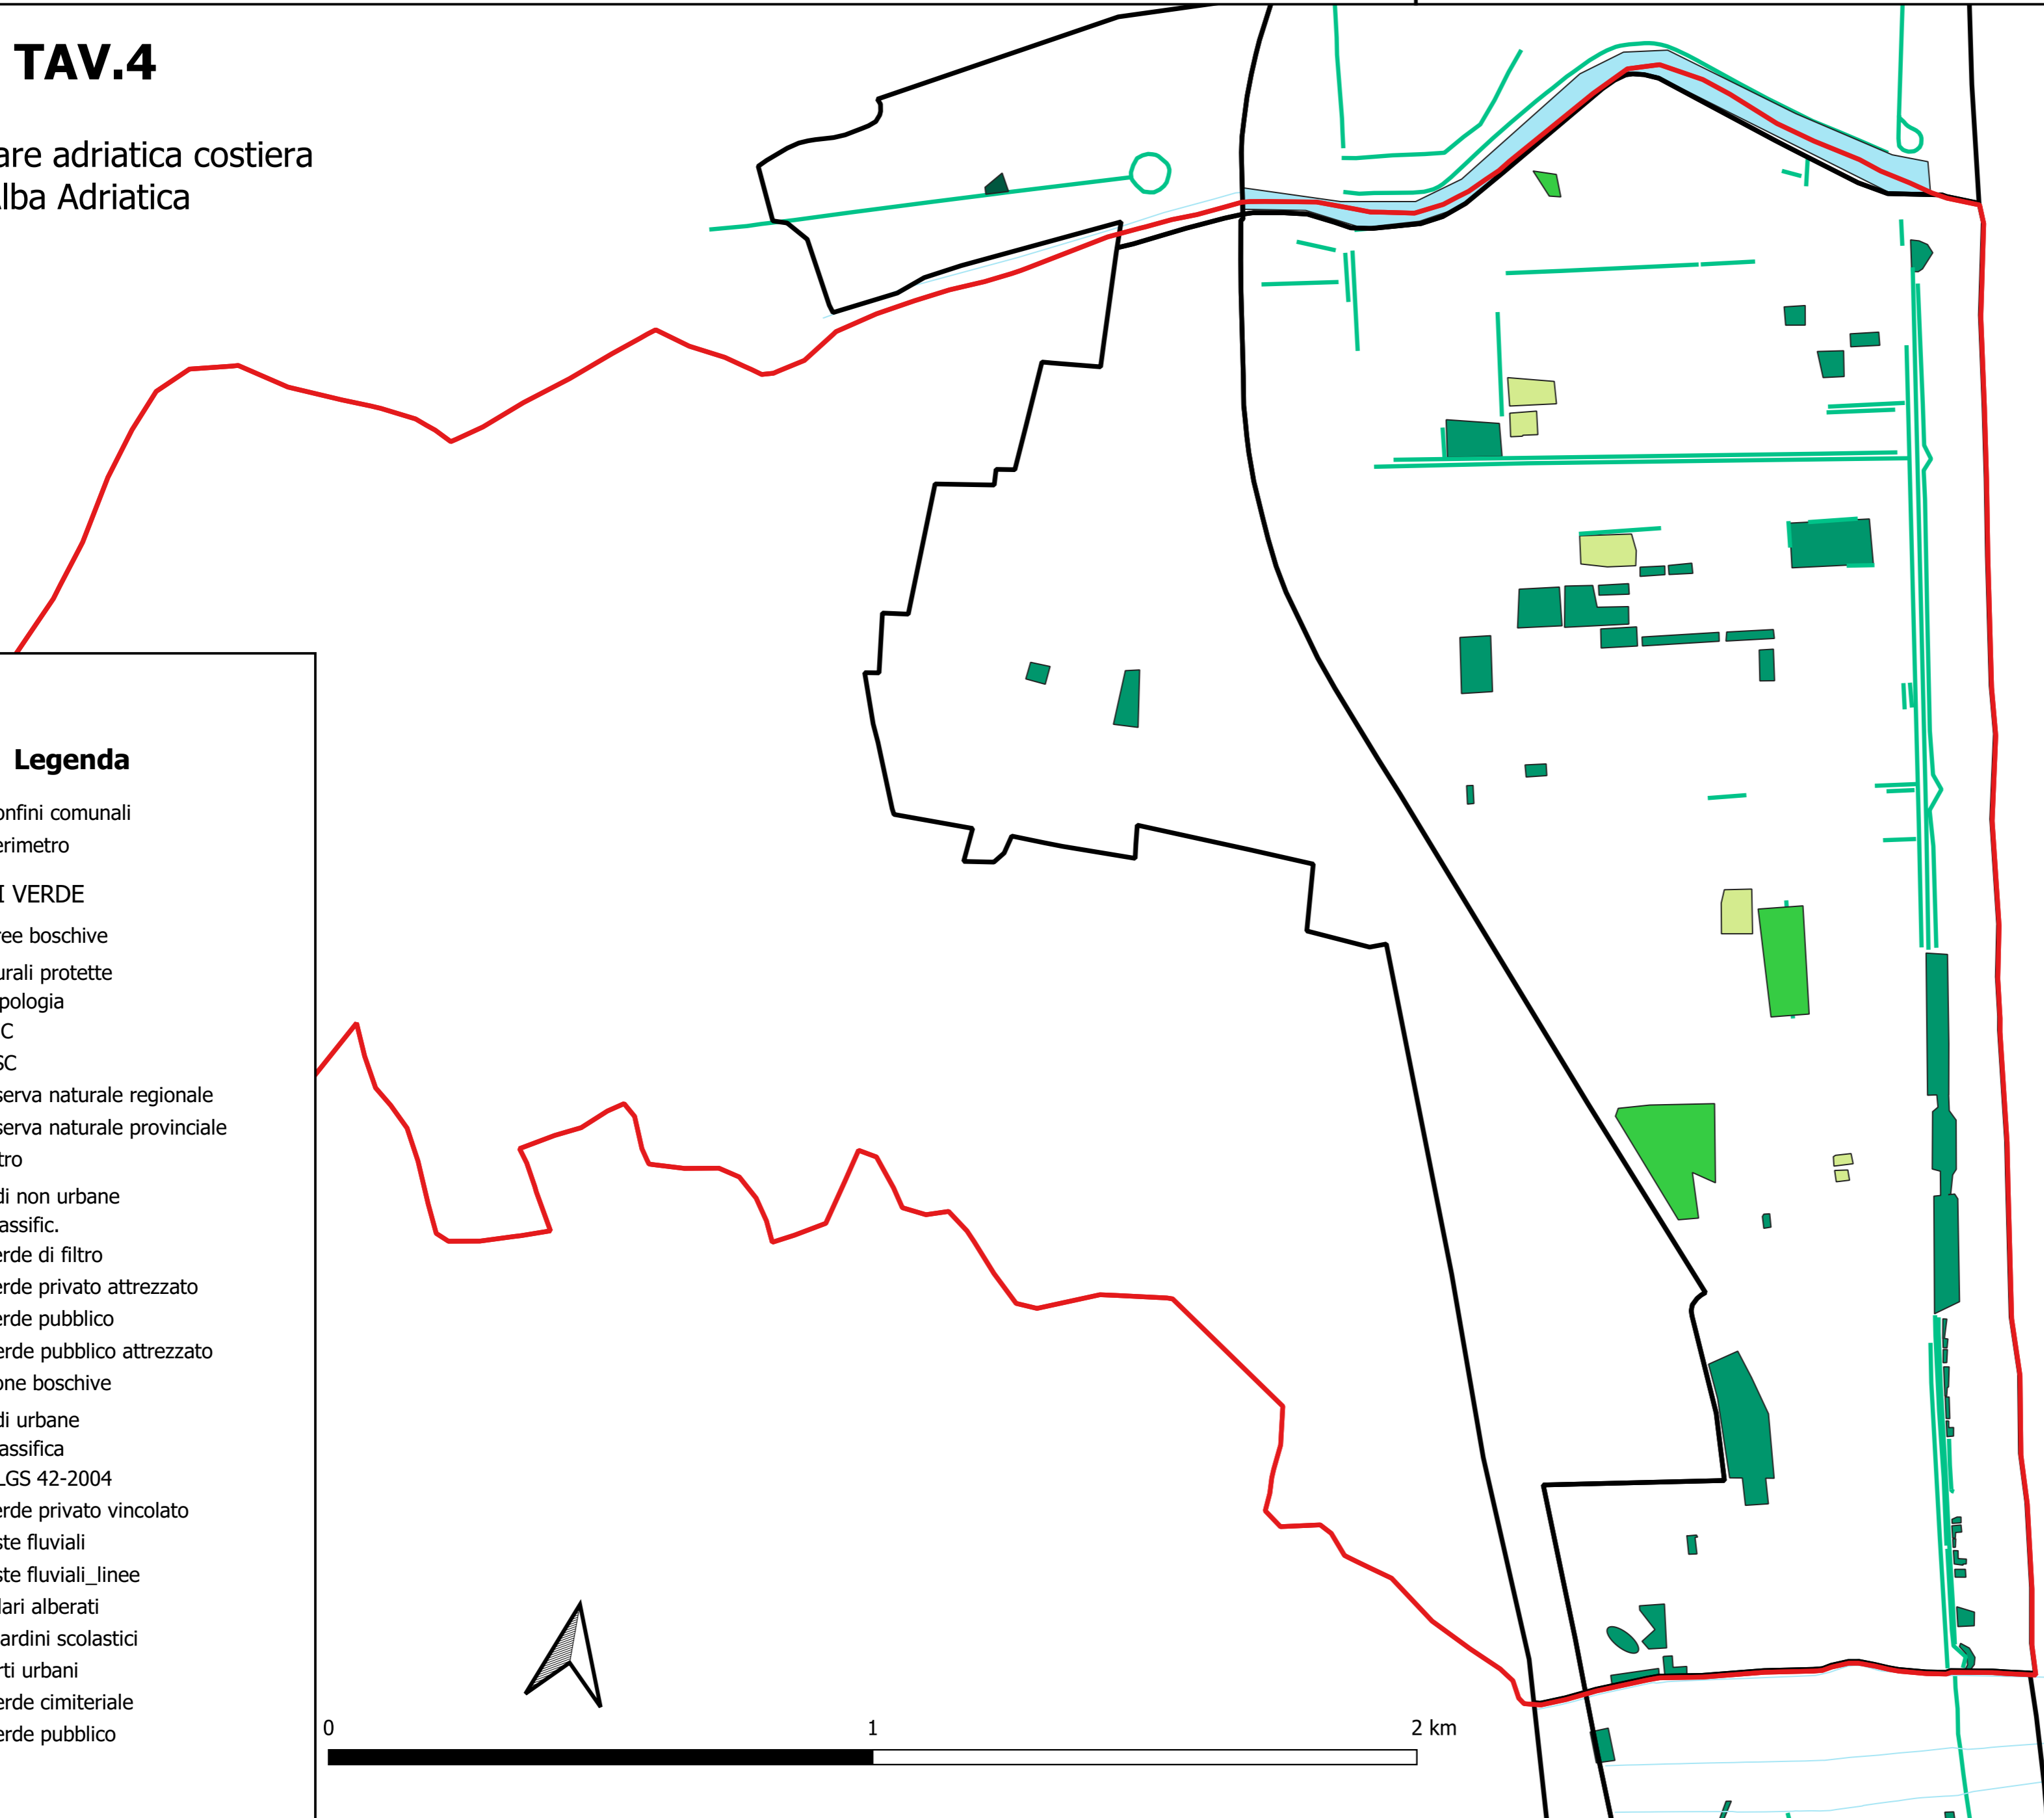 TAV.4
are adriatica costiera
lba Adriatica
Legenda
onfini comunali
erimetro
I VERDE
ree boschive
urali protette
pologia
C
SC
serva naturale regionale
serva naturale provinciale
tro
di non urbane
assific.
erde di filtro
erde privato attrezzato
erde pubblico
erde pubblico attrezzato
one boschive
di urbane
assifica
LGS 42-2004
erde privato vincolato
ste fluviali
ste fluviali_linee
lari alberati
ardini scolastici
rti urbani
erde cimiteriale
erde pubblico
0 1 2 km